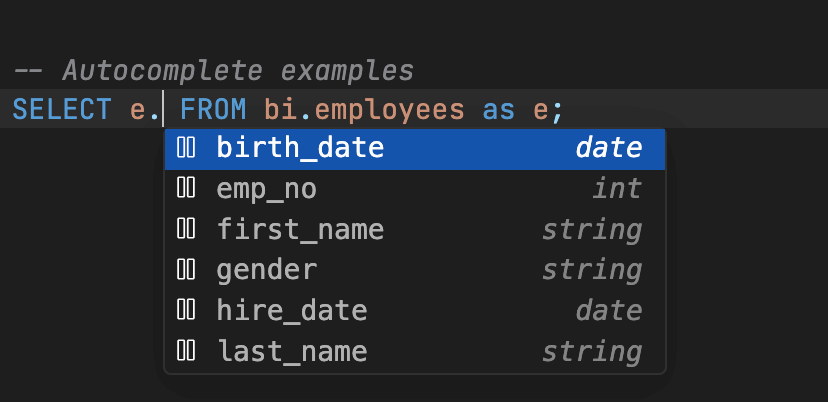 -- Autocomplete examples
SELECT e. FROM bi.employees as e;
birth_date date
emp_no int
first_name string
gender string
hire_date date
last_name string